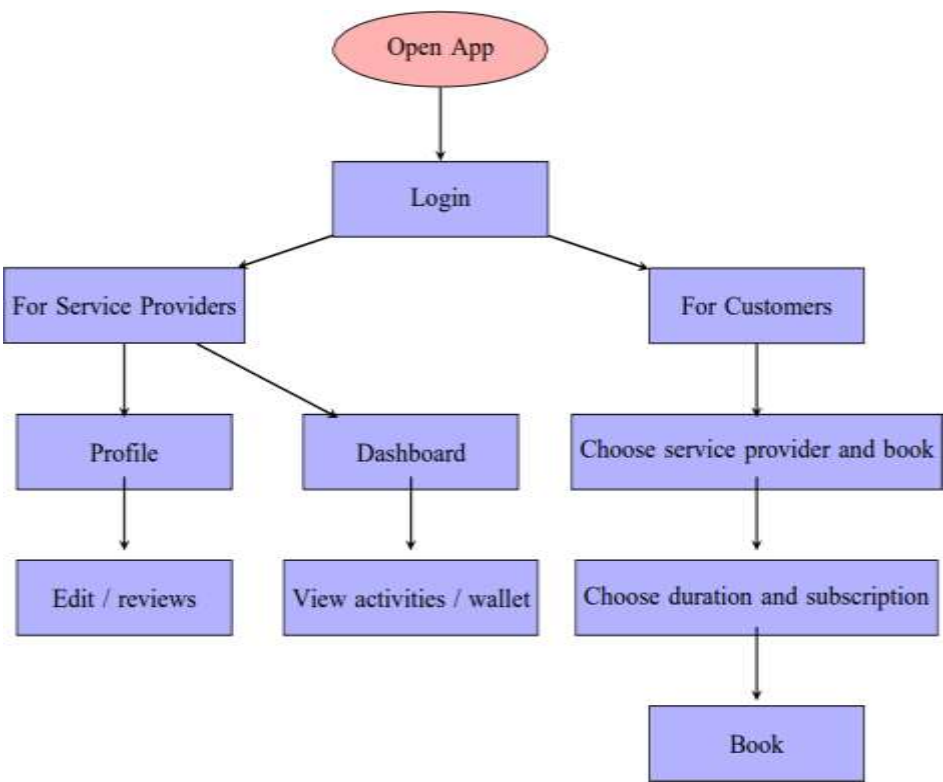 Open App
Login
For Service Providers
For Customers
Profile
Dashboard
Choose service provider and book
Edit / reviews
View activities / wallet
Choose duration and subscription
Book